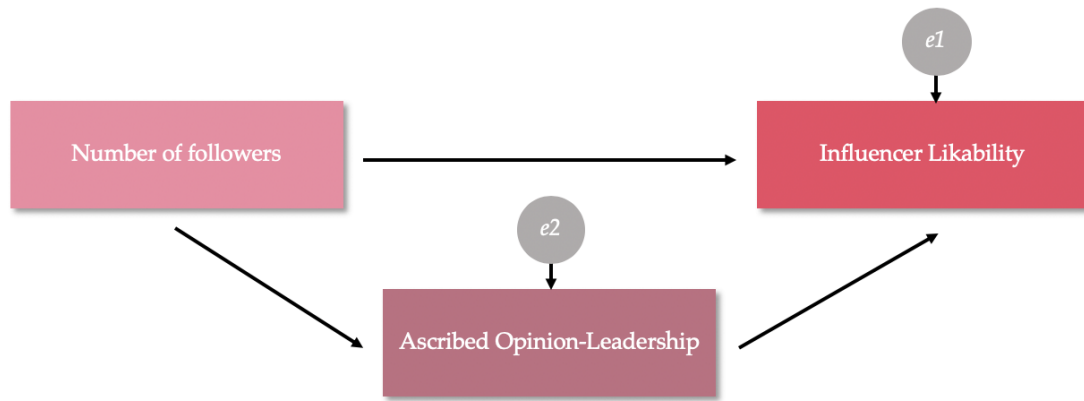 e1
Number of followers
Influencer Likability
e2
Ascribed Opinion-Leadership